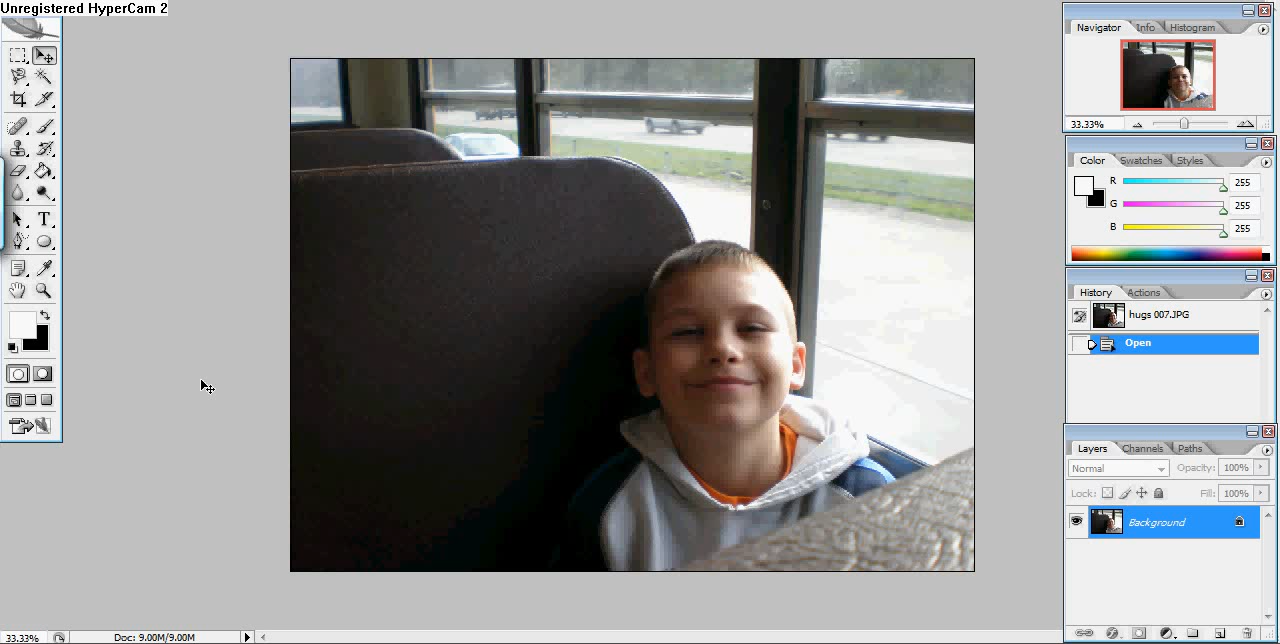 Unregistered HyperCam 2
Navigator Info Histogram
33.33%
Color Swatches Styles
R 255
G 255
B 255
History Actions
hugs 007.JPG
Open
Layers Channels Paths
Normal Opacity: 100%
Lock: Fill: 100%
Background
T
33.33% Doc: 9.00M/9.00M